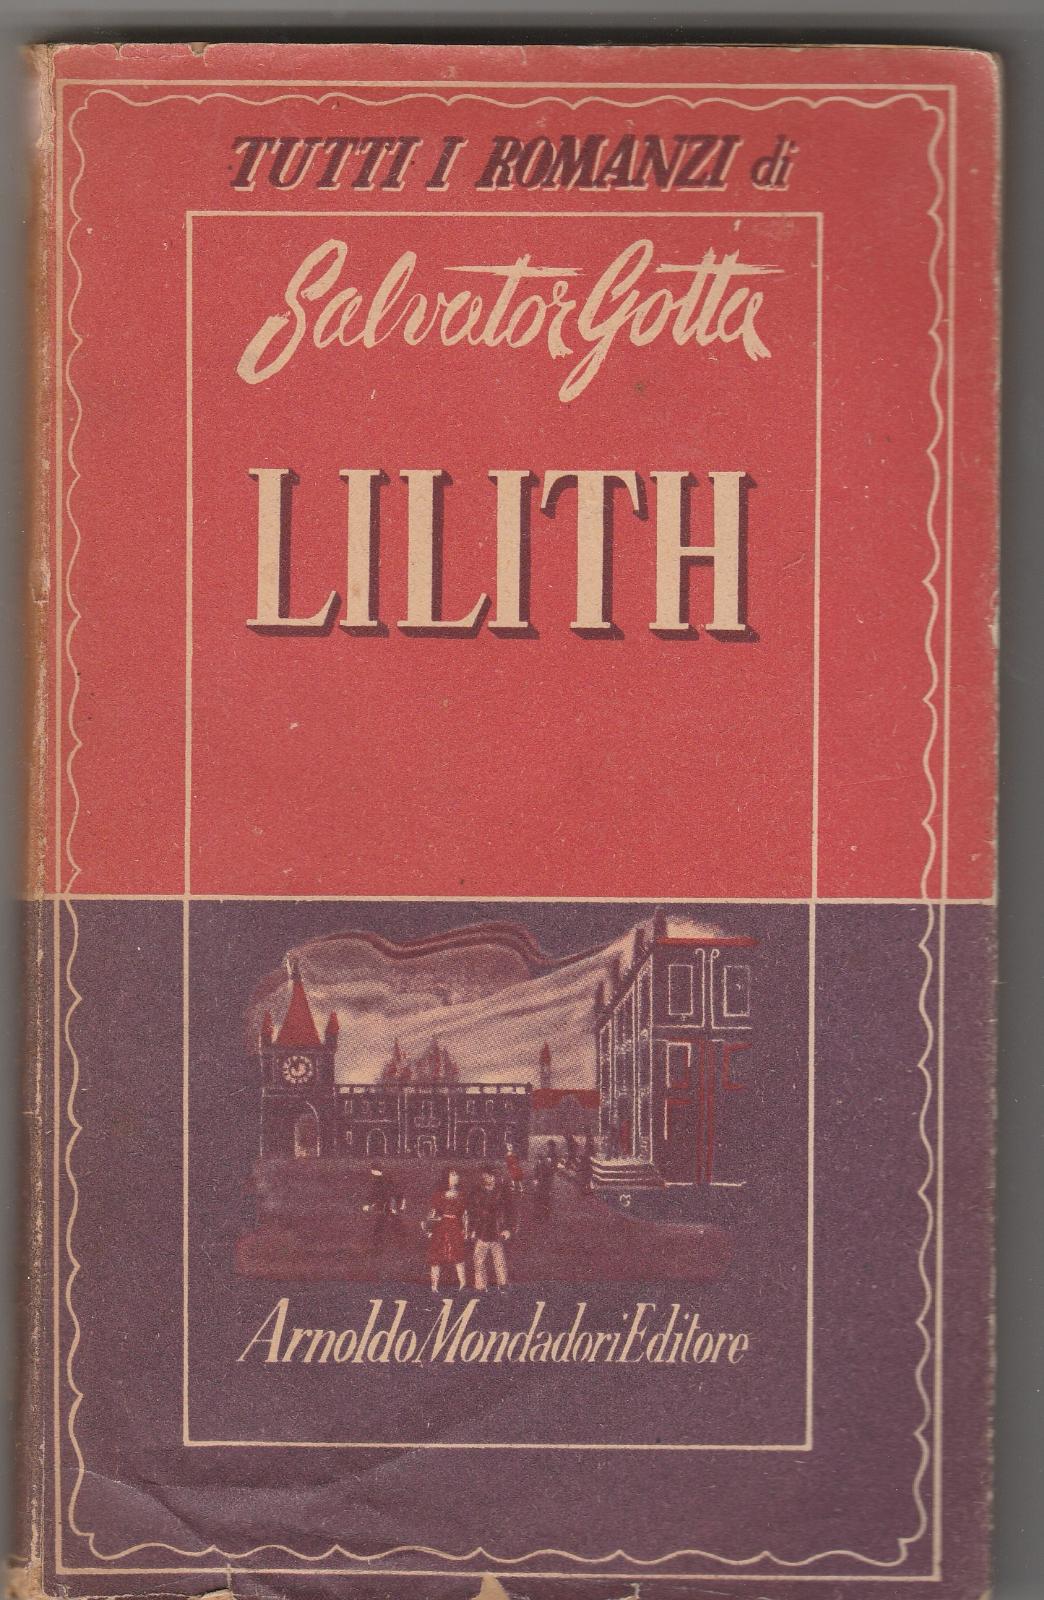 TUTTI I ROMANZI di
Salvator Gotta
LILITH
Arnoldo Mondadori Editore